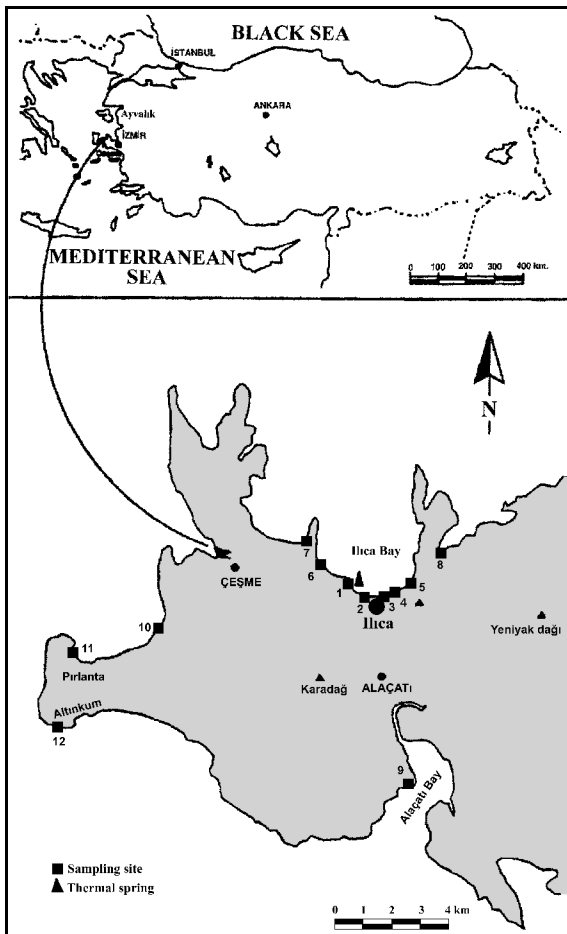 BLACK SEA
İSTANBUL
ANKARA
Ayvalık
İZMİR
MEDITERRANEAN
SEA
0 100 200 300 400 km.
N
7
Ilıca Bay
8
6
ÇEŞME
1
5
2
3
4
Ilıca
10
Yeniyak dağı
11
Pırlanta
Karadağ
ALAÇATı
Altınkum
12
9
Alaçatı Bay
Sampling site
Thermal spring
0 1 2 3 4 km